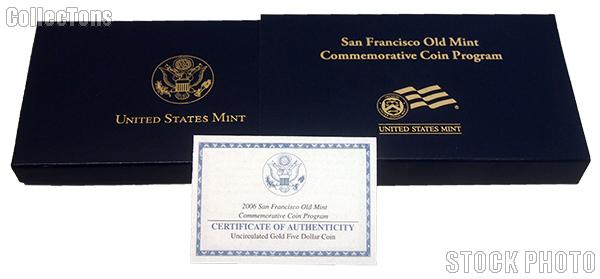 CollecTons
UNITED STATES MINT
San Francisco Old Mint
Commemorative Coin Program
UNITED STATES MINT
2006 San Francisco Old Mint
Commemorative Coin Program
CERTIFICATE OF AUTHENTICITY
Uncirculated Gold Five Dollar Coin
STOCK PHOTO